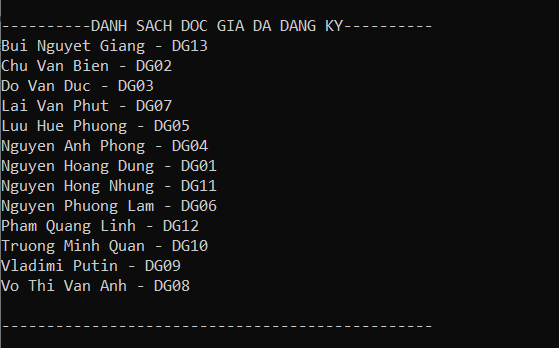 ----------DANH SACH DOC GIA DA DANG KY----------
Bui Nguyet Giang - DG13
Chu Van Bien - DG02
Do Van Duc - DG03
Lai Van Phut - DG07
Luu Hue Phuong - DG05
Nguyen Anh Phong - DG04
Nguyen Hoang Dung - DG01
Nguyen Hong Nhung - DG11
Nguyen Phuong Lam - DG06
Pham Quang Linh - DG12
Truong Minh Quan - DG10
Vladimi Putin - DG09
Vo Thi Van Anh - DG08
------------------------------------------------